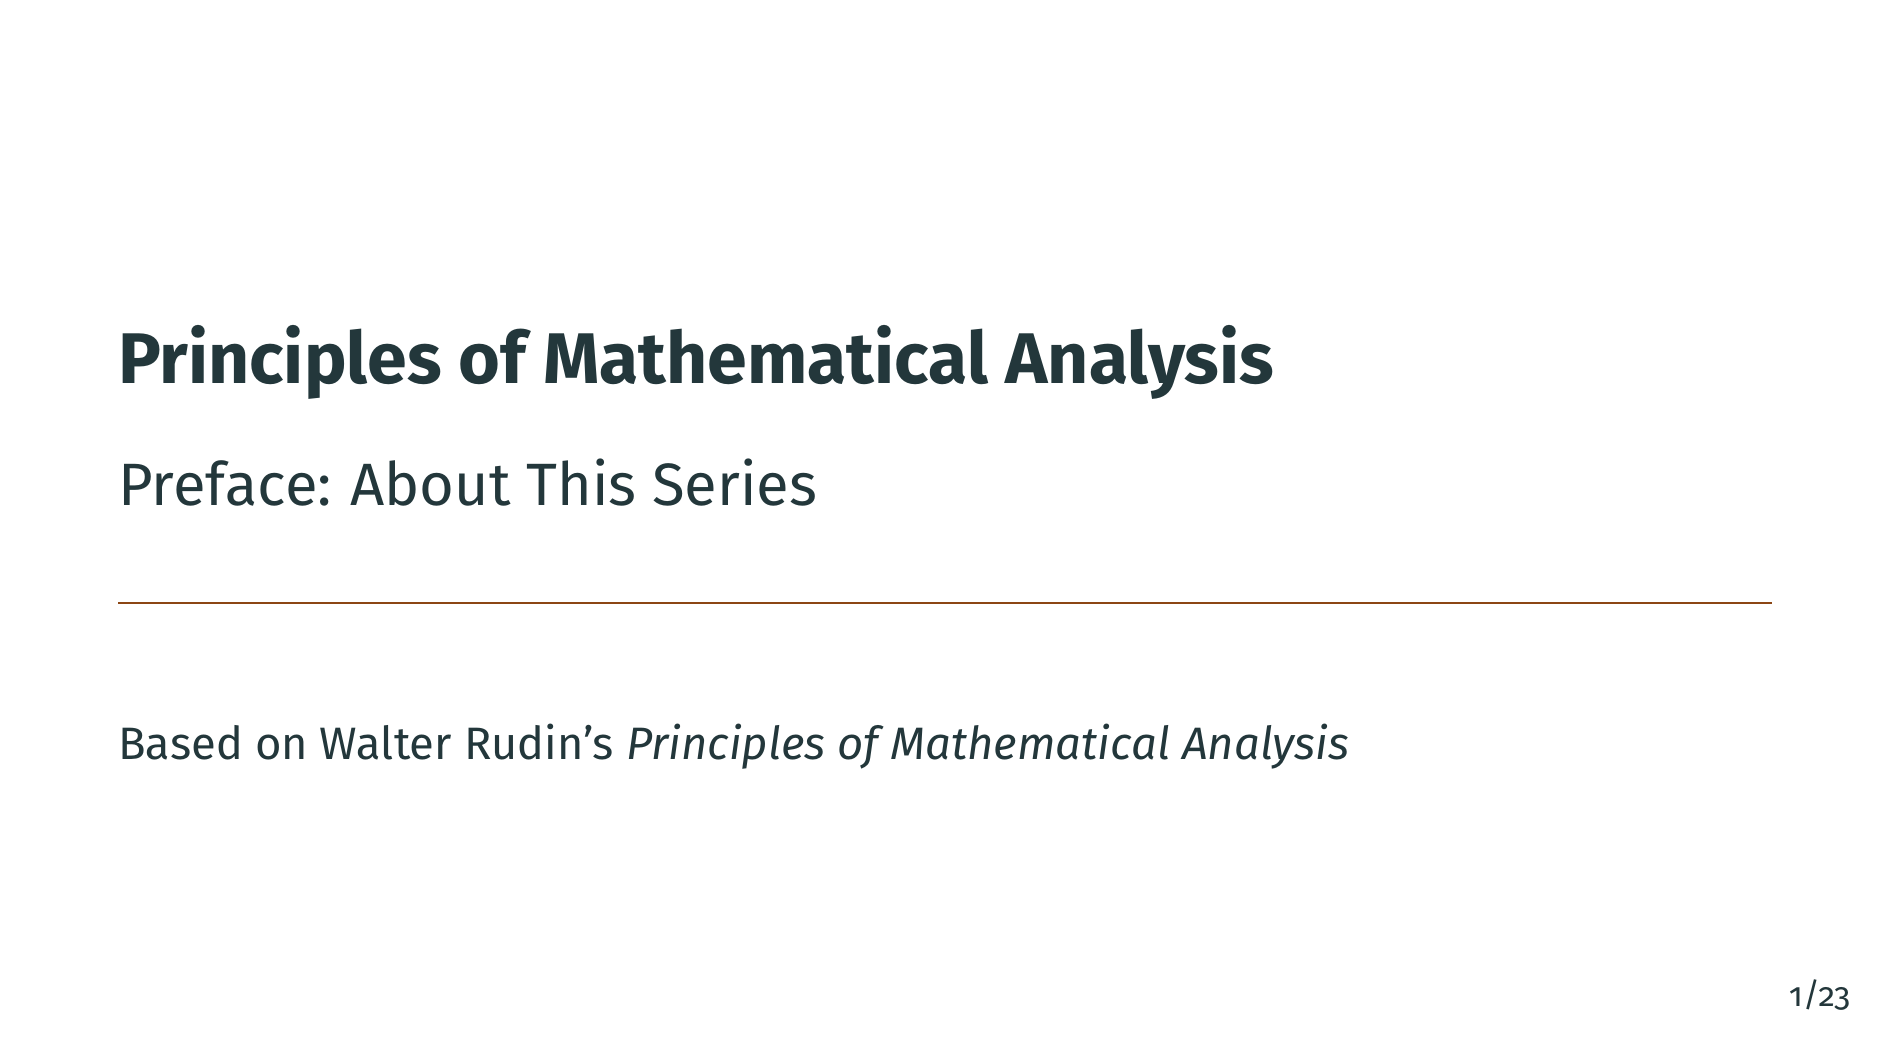 Principles of Mathematical Analysis
Preface: About This Series
Based on Walter Rudin’s Principles of Mathematical Analysis
1/23